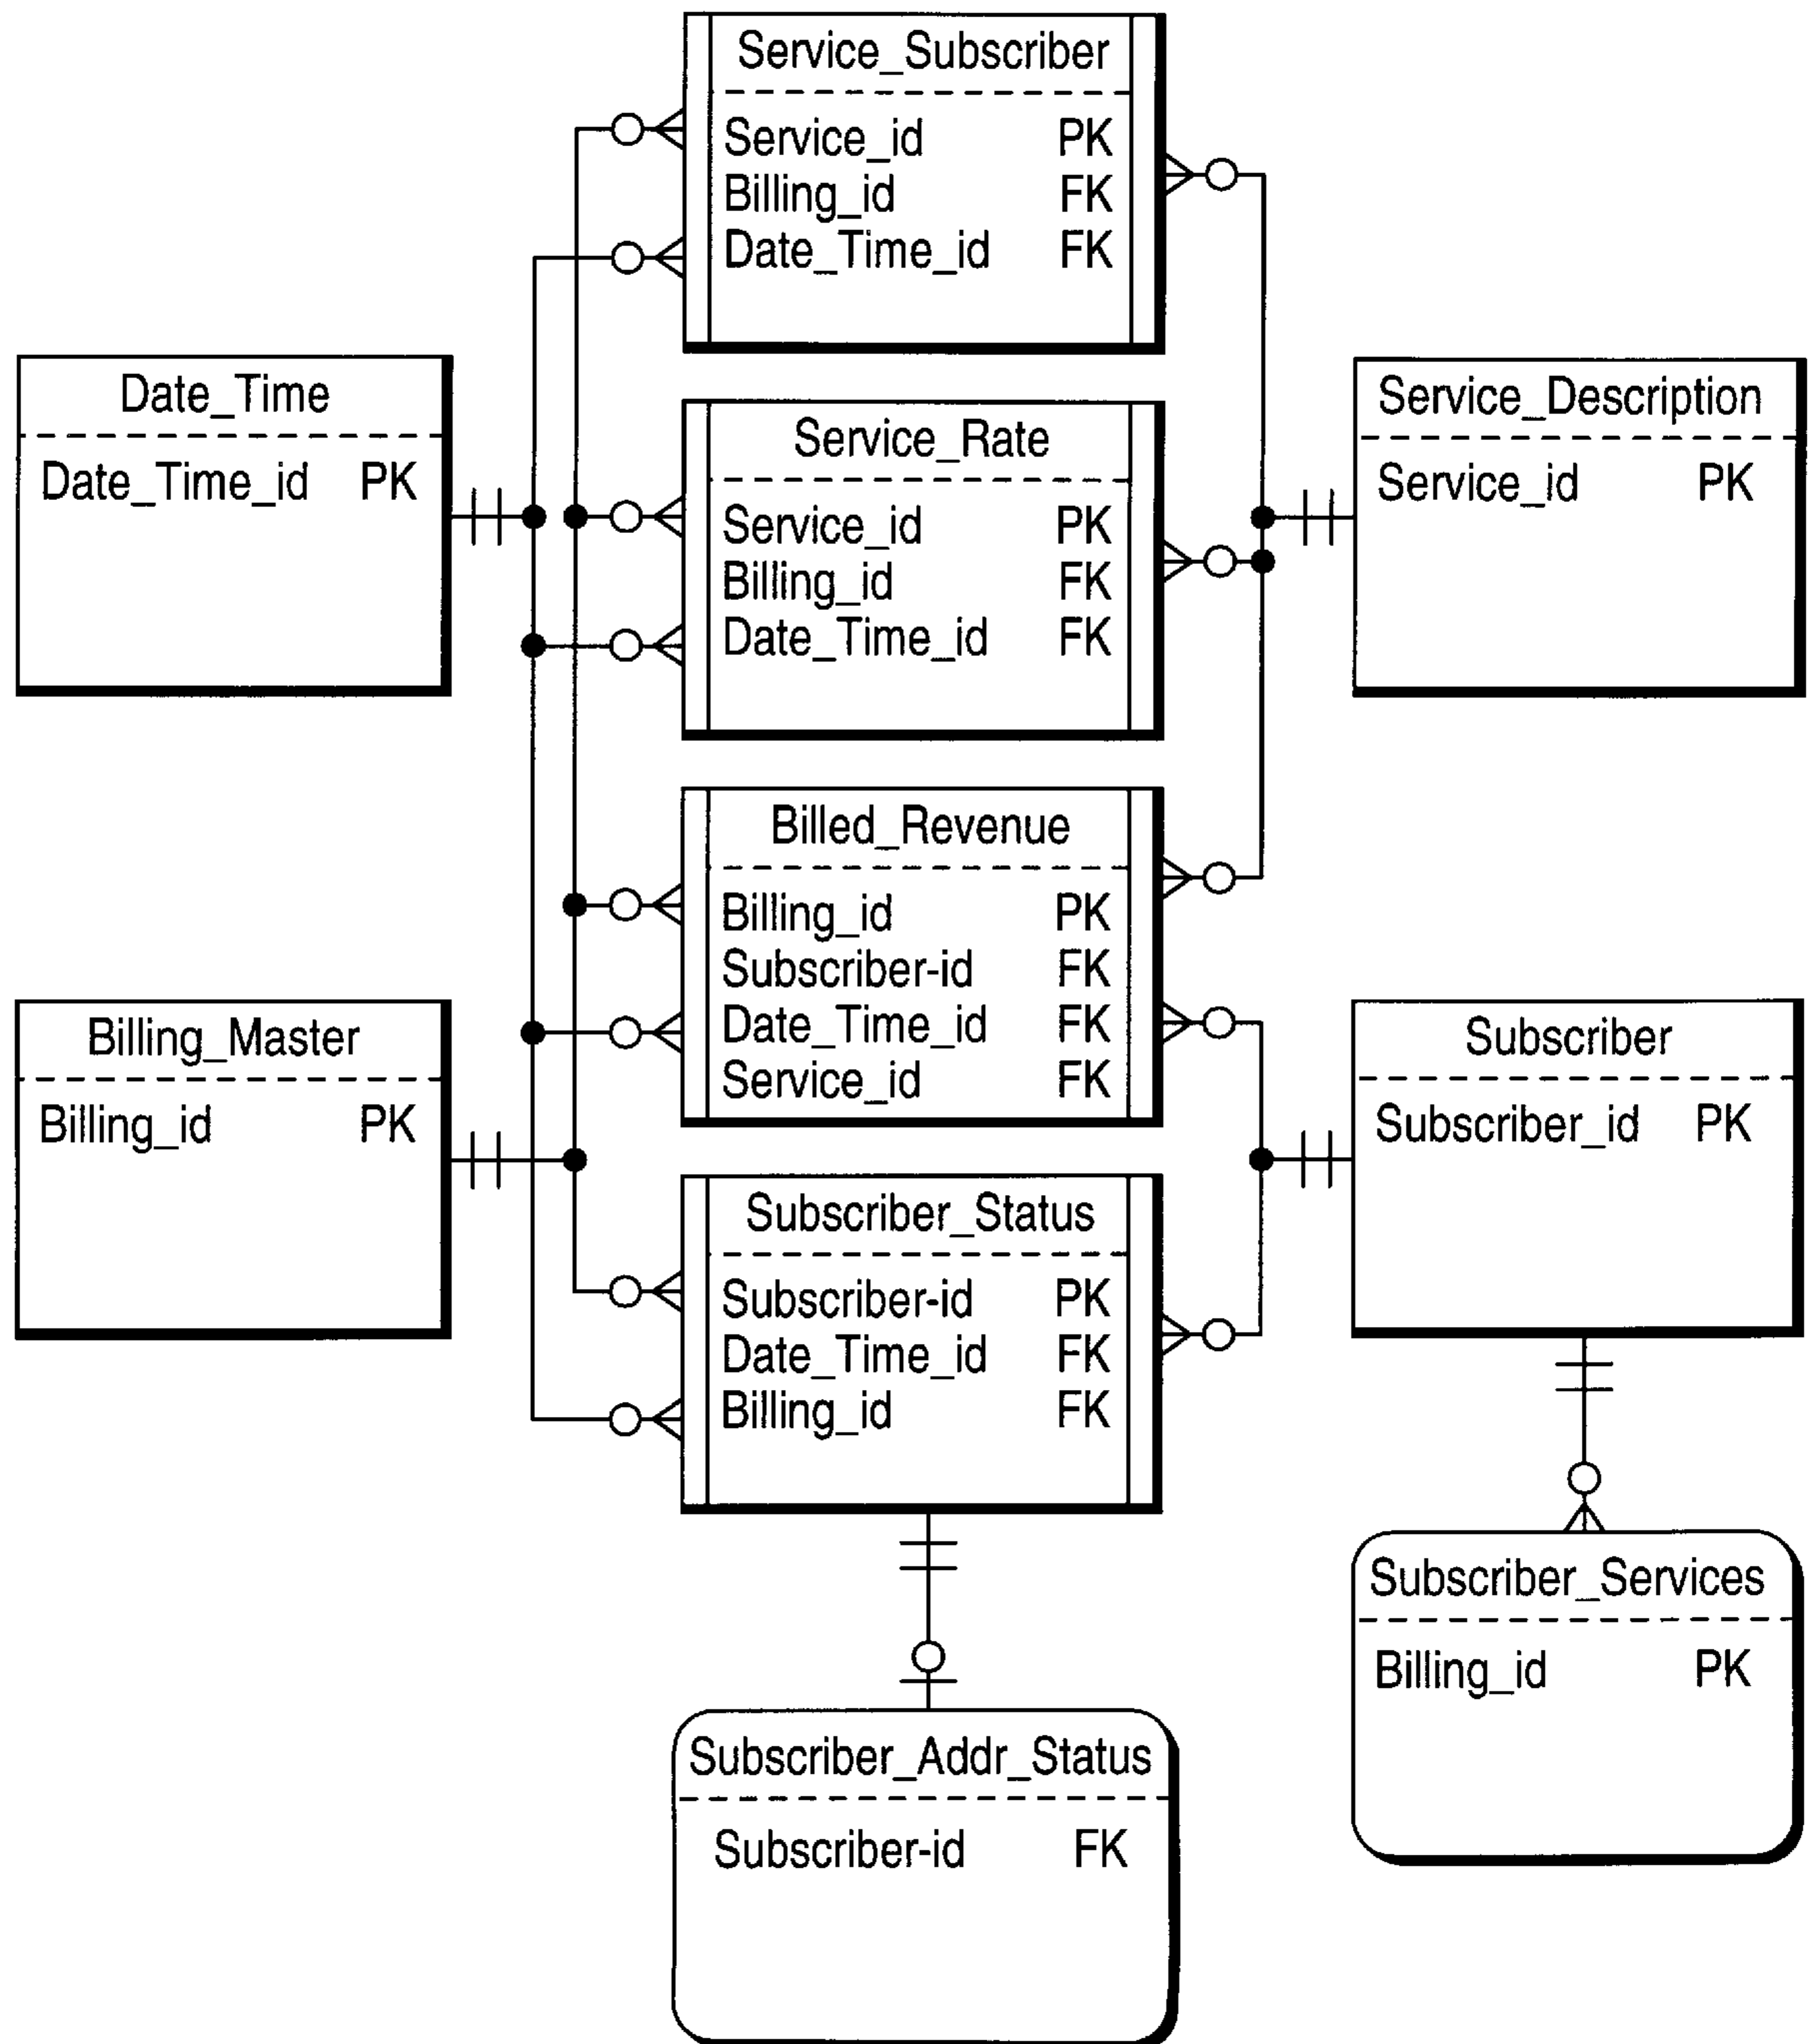 Service_Subscriber
Service_id PK
Billing_id FK
Date_Time_id FK
Date_Time
Date_Time_id PK
Service_Rate
Service_id PK
Billing_id FK
Date_Time_id FK
Service_Description
Service_id PK
Billed_Revenue
Billing_id PK
Subscriber-id FK
Date_Time_id FK
Service_id FK
Billing_Master
Billing_id PK
Subscriber
Subscriber_id PK
Subscriber_Status
Subscriber-id PK
Date_Time_id FK
Billing_id FK
Subscriber_Services
Billing_id PK
Subscriber_Addr_Status
Subscriber-id FK